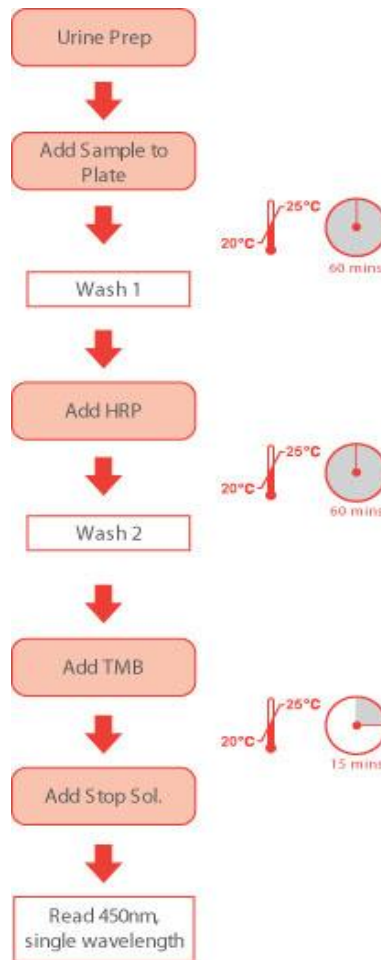 Urine Prep
Add Sample to
Plate
25°C
20°C
60 mins
Wash 1
Add HRP
25°C
20°C
60 mins
Wash 2
Add TMB
25°C
20°C
15 mins
Add Stop Sol.
Read 450nm,
single wavelength